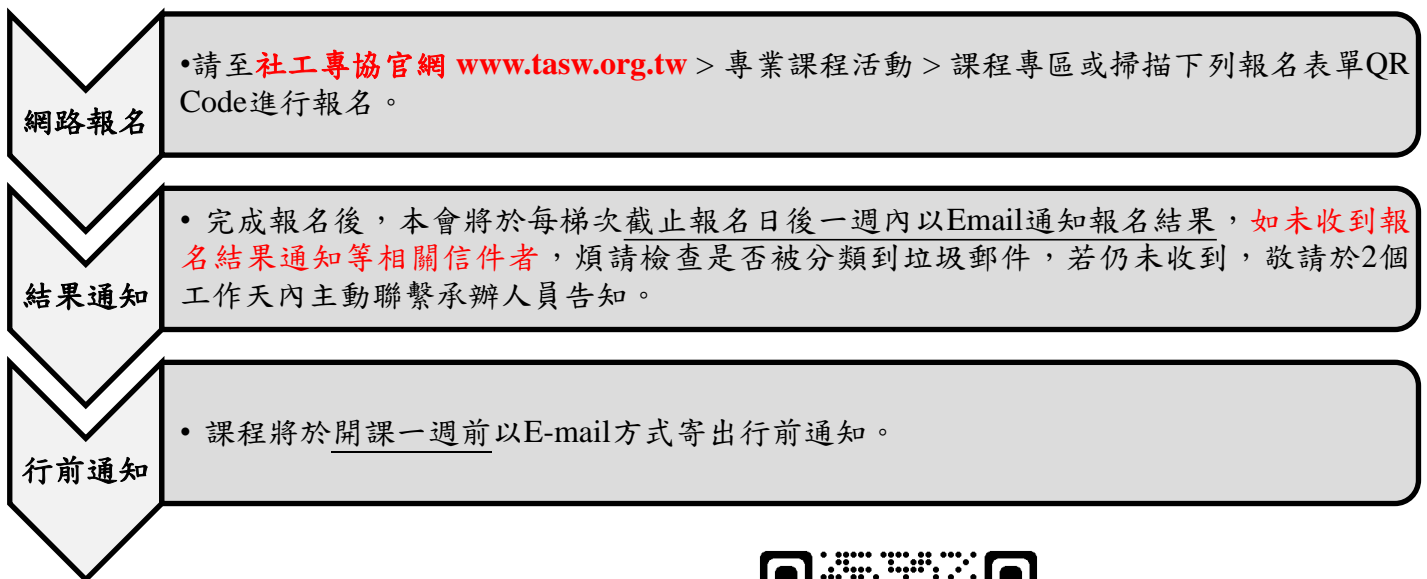 網路報名
•請至社工專協官網 www.tasw.org.tw > 專業課程活動 > 課程專區或掃描下列報名表單QR
Code進行報名。
結果通知
• 完成報名後，本會將於每梯次截止報名日後一週內以Email通知報名結果，如未收到報
名結果通知等相關信件者，煩請檢查是否被分類到垃圾郵件，若仍未收到，敬請於2個
工作天內主動聯繫承辦人員告知。
行前通知
• 課程將於開課一週前以E-mail方式寄出行前通知。